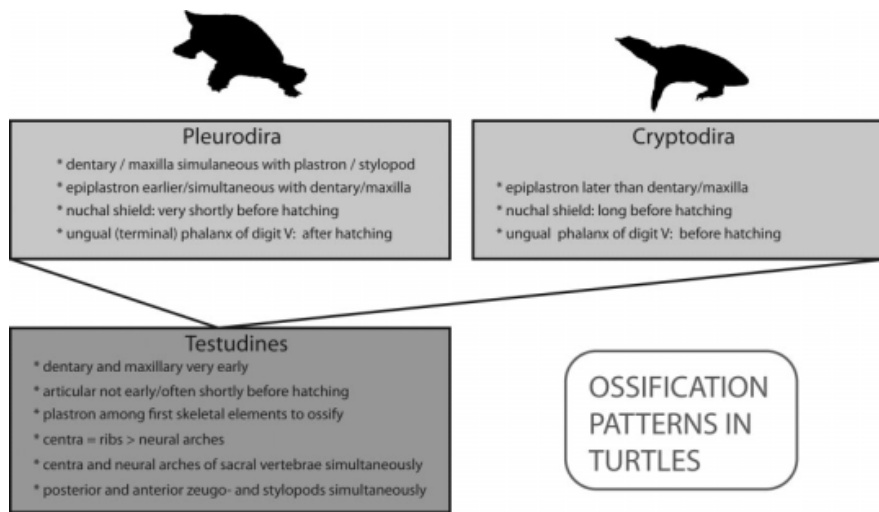 Pleurodira
* dentary / maxilla simulaneous with plastron / stylopod
* epiplastron earlier/simultaneous with dentary/maxilla
* nuchal shield: very shortly before hatching
* ungual (terminal) phalanx of digit V: after hatching
Cryptodira
* epiplastron later than dentary/maxilla
* nuchal shield: long before hatching
* ungual phalanx of digit V: before hatching
Testudines
* dentary and maxillary very early
* articular not early/often shortly before hatching
* plastron among first skeletal elements to ossify
* centra = ribs > neural arches
* centra and neural arches of sacral vertebrae simultaneously
* posterior and anterior zeugo- and stylopods simultaneously
OSSIFICATION
PATTERNS IN
TURTLES